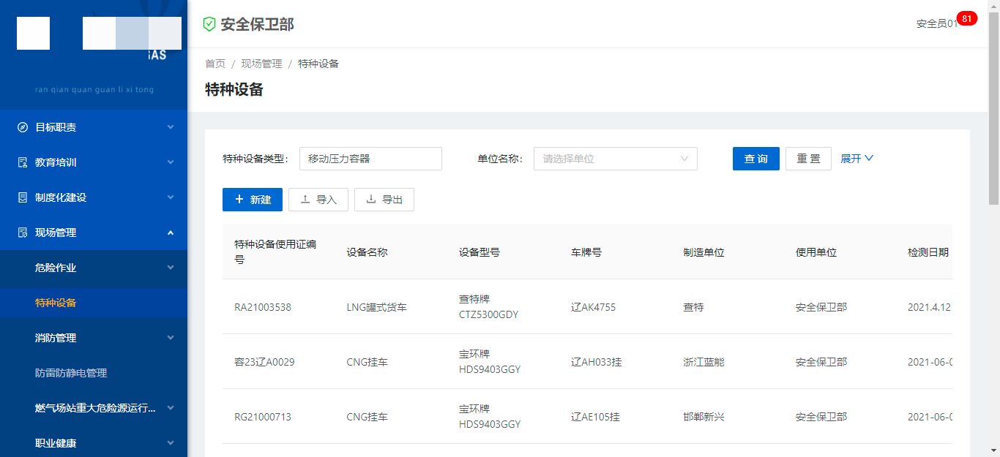 GAS
ran qian quan guan li xi tong
目标职责
教育培训
制度化建设
现场管理
危险作业
特种设备
消防管理
防雷防静电管理
燃气场站重大危险源运行...
职业健康
安全保卫部
安全员01
81
首页 / 现场管理 / 特种设备
特种设备
特种设备类型: 移动压力容器 单位名称: 请选择单位 查 询 重 置 展开
新建 导入 导出
特种设备使用证编
号
设备名称 设备型号 车牌号 制造单位 使用单位 检测日期
RA21003538 LNG罐式货车 查特牌
CTZ5300GDY 辽AK4755 查特 安全保卫部 2021.4.12
容23辽A0029 CNG挂车 宝环牌
HDS9403GGY 辽AH033挂 浙江蓝能 安全保卫部 2021-06-0
RG21000713 CNG挂车 宝环牌
HDS9403GGY 辽AE105挂 邯郸新兴 安全保卫部 2021-06-0